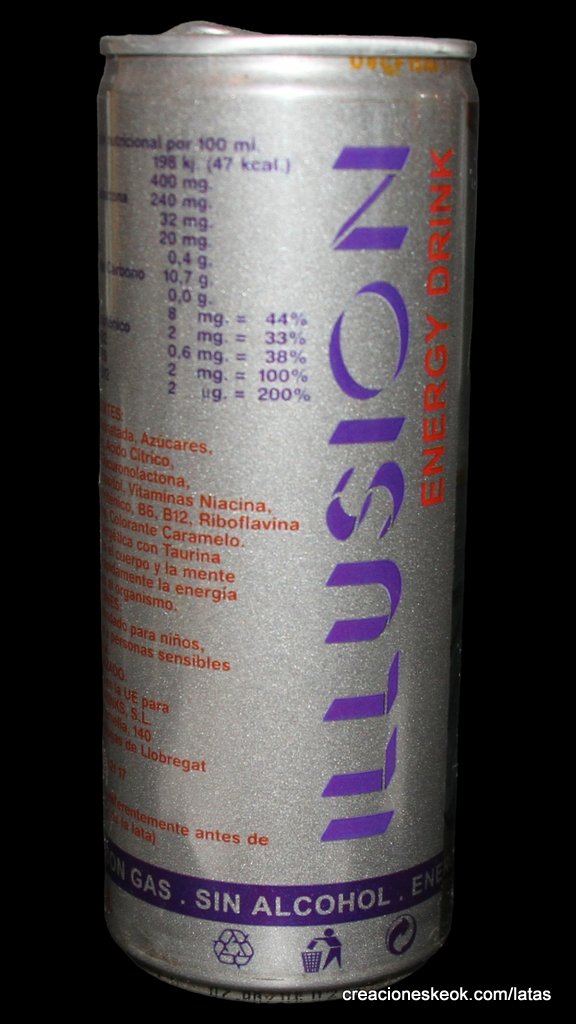 nutricional por 100 ml.
198 kj. (47 kcal.)
400 mg.
240 mg.
32 mg.
20 mg.
0,4 g.
Carbono 10,7 g.
0,0 g.
8 mg. = 44%
2 mg. = 33%
0,6 mg. = 38%
2 mg. = 100%
2 µg. = 200%
Azúcares,
Cítrico,
Vitaminas Niacina,
B6, B12, Riboflavina
Colorante Caramelo.
con Taurina
cuerpo y la mente
la energía
organismo.
para niños,
personas sensibles
la UE para
S.L.
140
de Llobregat
17
antes de
la lata)
ILLUSION
ENERGY DRINK
GAS . SIN ALCOHOL . ENE
creacioneskeok.com/latas